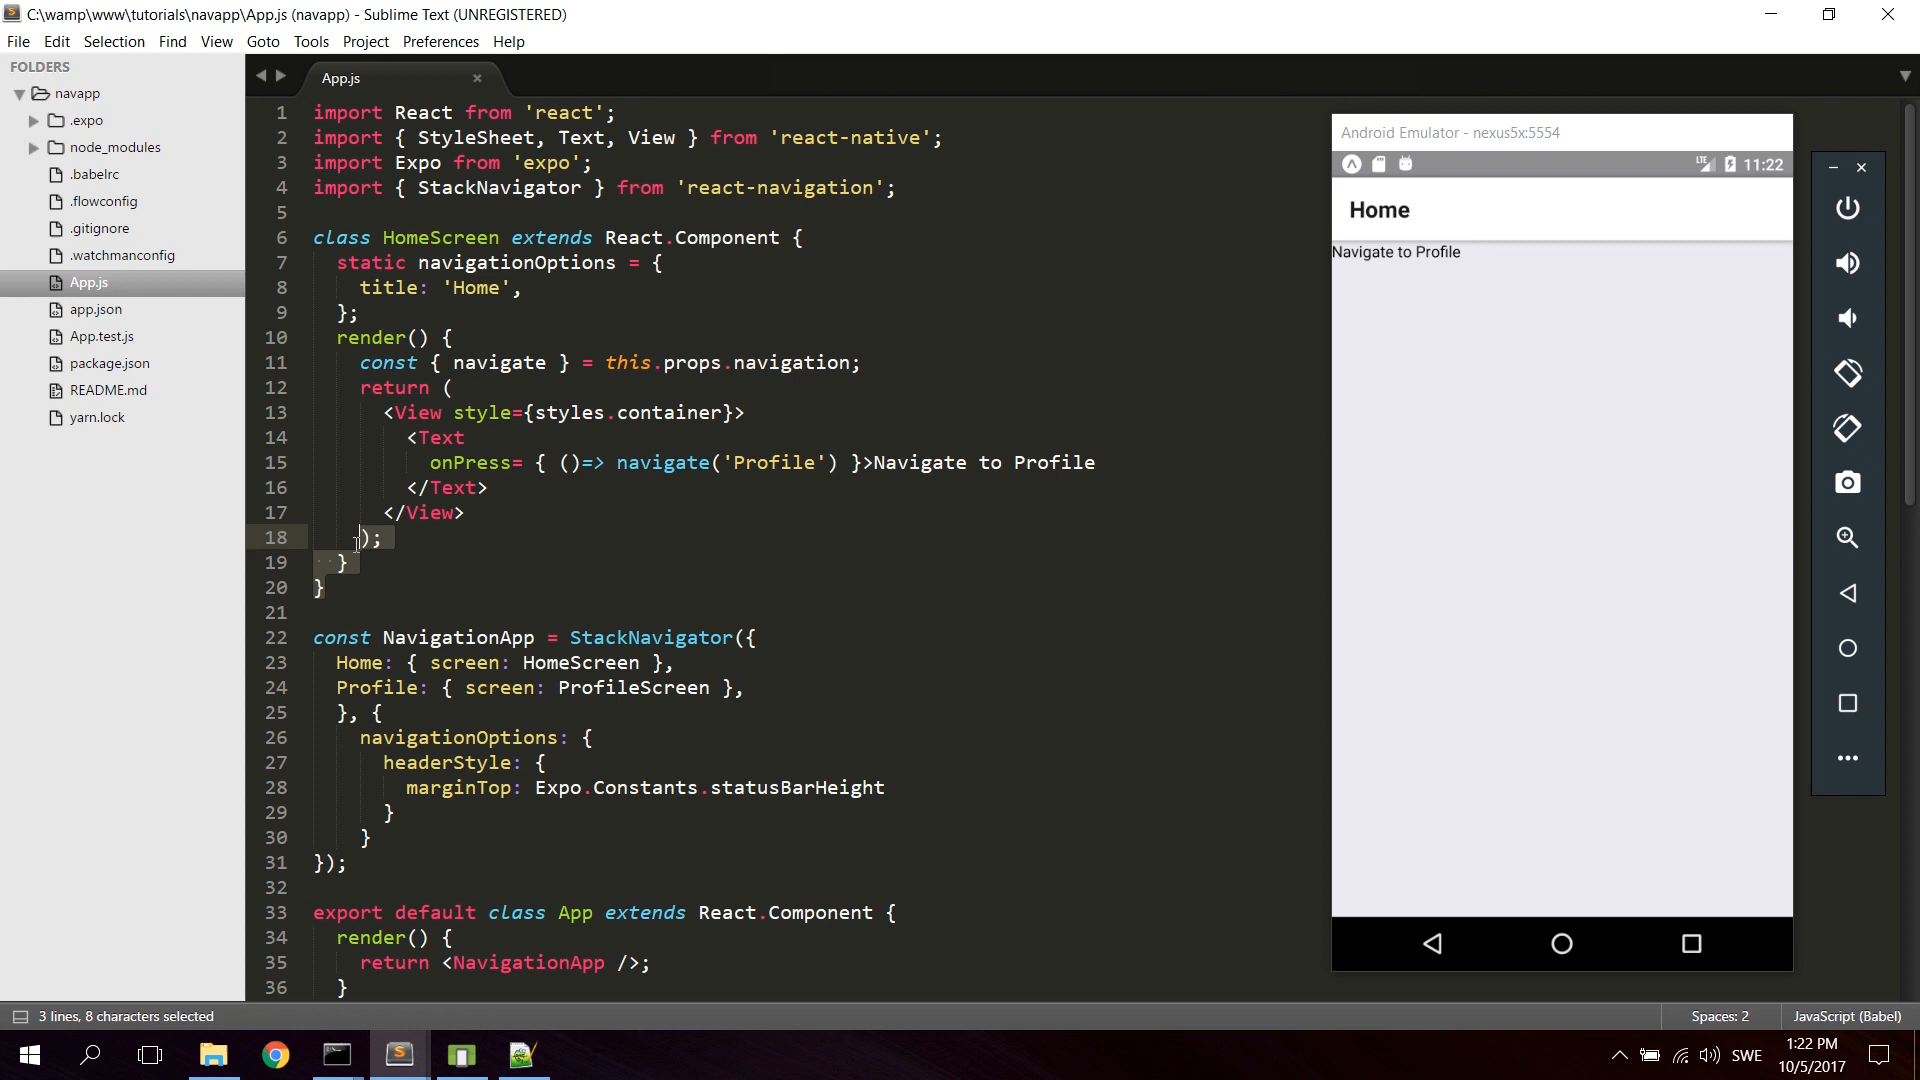 C:\wamp\www\tutorials\navapp\App.js (navapp) - Sublime Text (UNREGISTERED)
File Edit Selection Find View Goto Tools Project Preferences Help
FOLDERS
navapp
.expo
node_modules
.babelrc
.flowconfig
.gitignore
.watchmanconfig
App.js
app.json
App.test.js
package.json
README.md
yarn.lock
App.js
1 import React from 'react';
2 import { StyleSheet, Text, View } from 'react-native';
3 import Expo from 'expo';
4 import { StackNavigator } from 'react-navigation';
5
6 class HomeScreen extends React.Component {
7 static navigationOptions = {
8 title: 'Home',
9 };
10 render() {
11 const { navigate } = this.props.navigation;
12 return (
13 <View style={styles.container}>
14 <Text
15 onPress= { ()=> navigate('Profile') }>Navigate to Profile
16 </Text>
17 </View>
18 );
19 }
20 }
21
22 const NavigationApp = StackNavigator({
23 Home: { screen: HomeScreen },
24 Profile: { screen: ProfileScreen },
25 }, {
26 navigationOptions: {
27 headerStyle: {
28 marginTop: Expo.Constants.statusBarHeight
29 }
30 }
31 });
32
33 export default class App extends React.Component {
34 render() {
35 return <NavigationApp />;
36 }
Android Emulator - nexus5x:5554
LTE 11:22
Home
Navigate to Profile
3 lines, 8 characters selected
Spaces: 2
JavaScript (Babel)
SWE
1:22 PM
10/5/2017